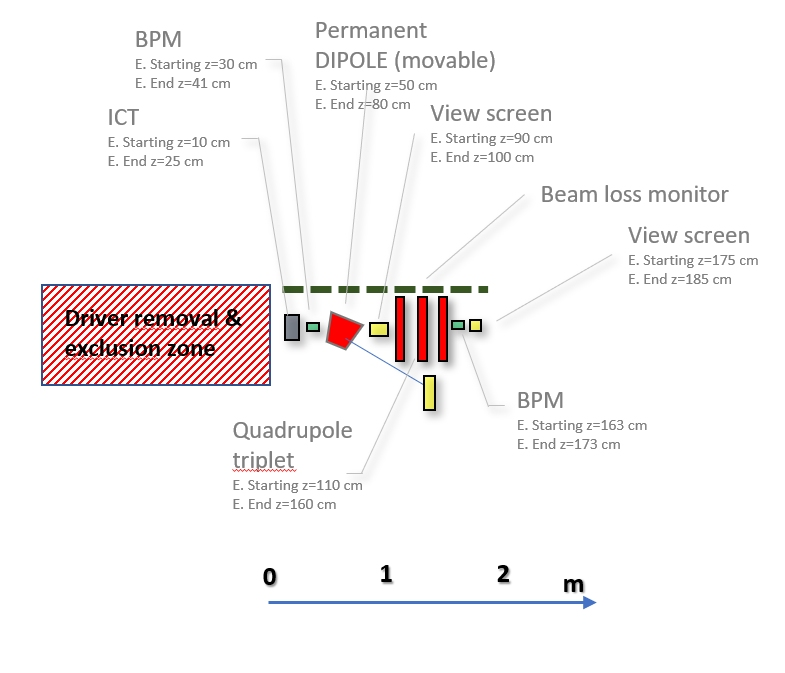 BPM
E. Starting z=30 cm
E. End z=41 cm
Permanent
DIPOLE (movable)
E. Starting z=50 cm
E. End z=80 cm
ICT
E. Starting z=10 cm
E. End z=25 cm
View screen
E. Starting z=90 cm
E. End z=100 cm
Beam loss monitor
View screen
E. Starting z=175 cm
E. End z=185 cm
Driver removal &
exclusion zone
BPM
E. Starting z=163 cm
E. End z=173 cm
Quadrupole
triplet
E. Starting z=110 cm
E. End z=160 cm
0 1 2 m